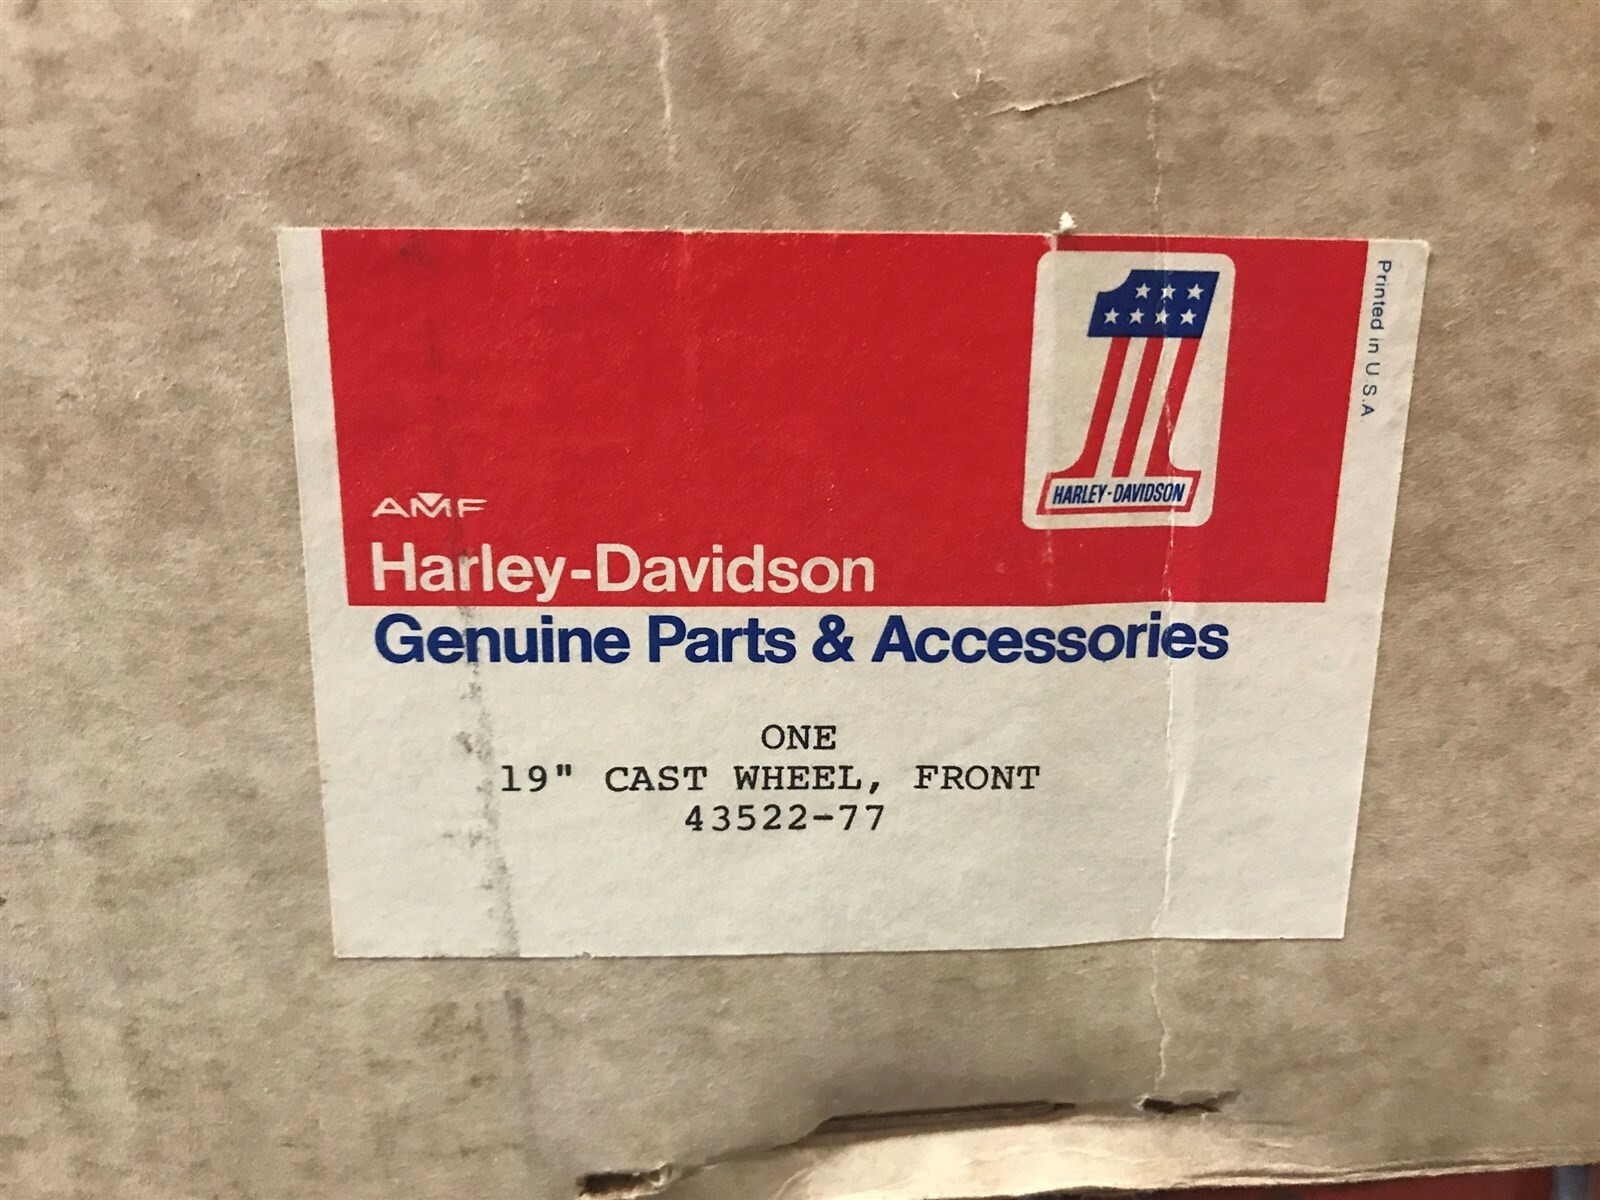 Printed in U.S.A.
HARLEY-DAVIDSON
AMF
Harley-Davidson
Genuine Parts & Accessories
ONE
19" CAST WHEEL, FRONT
43522-77